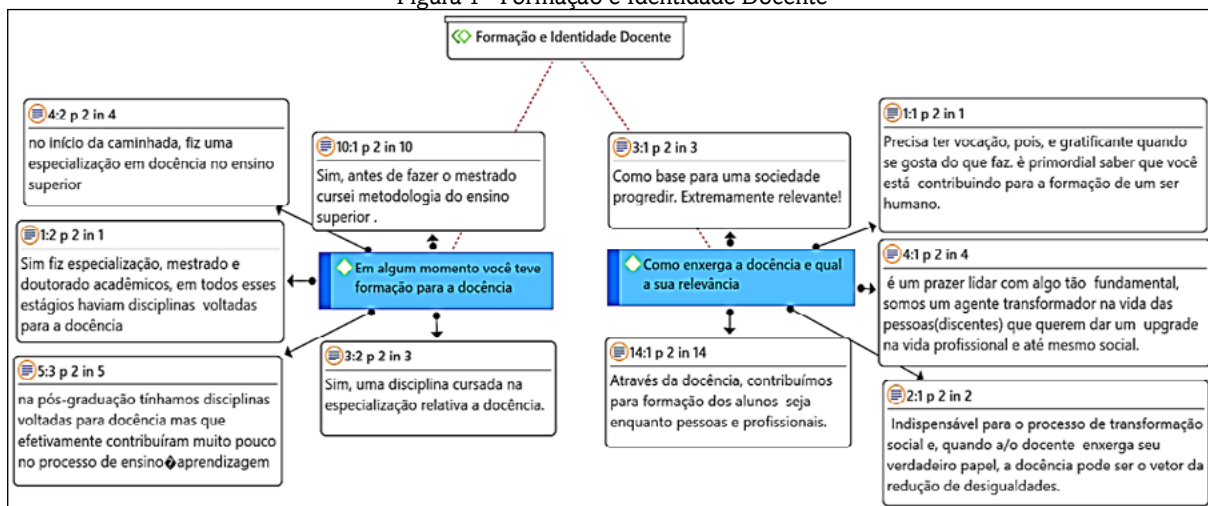 Figura 1 - Formação e Identidade Docente
Formação e Identidade Docente
4:2 p 2 in 4
no início da caminhada, fiz uma
especialização em docência no ensino
superior
10:1 p 2 in 10
Sim, antes de fazer o mestrado
cursei metodologia do ensino
superior .
1:2 p 2 in 1
Sim fiz especialização, mestrado e
doutorado acadêmicos, em todos esses
estágios haviam disciplinas voltadas
para a docência
Em algum momento você teve
formação para a docência
5:3 p 2 in 5
na pós-graduação tínhamos disciplinas
voltadas para docência mas que
efetivamente contribuíram muito pouco
no processo de ensino�aprendizagem
3:2 p 2 in 3
Sim, uma disciplina cursada na
especialização relativa a docência.
3:1 p 2 in 3
Como base para uma sociedade
progredir. Extremamente relevante!
1:1 p 2 in 1
Precisa ter vocação, pois, e gratificante quando
se gosta do que faz. è primordial saber que você
está contribuindo para a formação de um ser
humano.
Como enxerga a docência e qual
a sua relevância
4:1 p 2 in 4
é um prazer lidar com algo tão fundamental,
somos um agente transformador na vida das
pessoas(discentes) que querem dar um upgrade
na vida profissional e até mesmo social.
14:1 p 2 in 14
Através da docência, contribuímos
para formação dos alunos seja
enquanto pessoas e profissionais.
2:1 p 2 in 2
Indispensável para o processo de transformação
social e, quando a/o docente enxerga seu
verdadeiro papel, a docência pode ser o vetor da
redução de desigualdades.